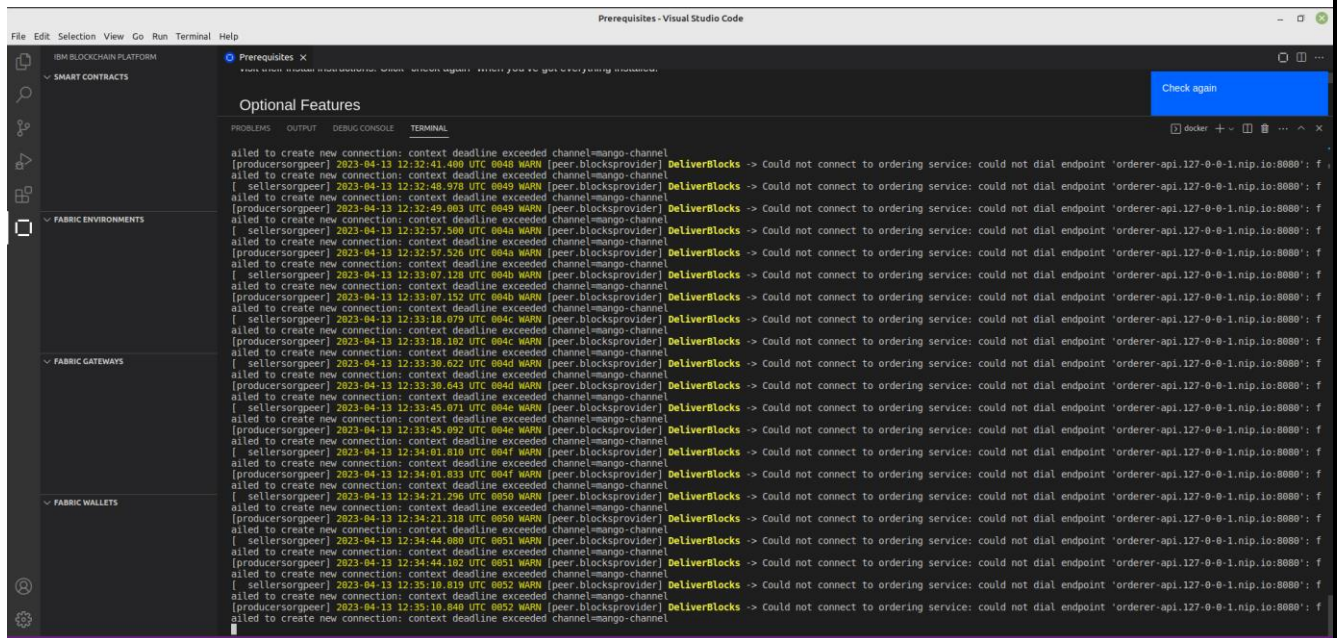 Prerequisites - Visual Studio Code
File Edit Selection View Go Run Terminal Help
IBM BLOCKCHAIN PLATFORM
SMART CONTRACTS
FABRIC ENVIRONMENTS
FABRIC GATEWAYS
FABRIC WALLETS
Prerequisites
Check again
Optional Features
PROBLEMS OUTPUT DEBUG CONSOLE TERMINAL
docker
ailed to create new connection: context deadline exceeded channel=mango-channel
[producersorgpeer] 2023-04-13 12:32:41.400 UTC 0048 WARN [peer.blocksprovider] DeliverBlocks -> Could not connect to ordering service: could not dial endpoint 'orderer-api.127-0-0-1.nip.io:8080': f
ailed to create new connection: context deadline exceeded channel=mango-channel
[ sellersorgpeer] 2023-04-13 12:32:48.978 UTC 0049 WARN [peer.blocksprovider] DeliverBlocks -> Could not connect to ordering service: could not dial endpoint 'orderer-api.127-0-0-1.nip.io:8080': f
ailed to create new connection: context deadline exceeded channel=mango-channel
[producersorgpeer] 2023-04-13 12:32:49.003 UTC 0049 WARN [peer.blocksprovider] DeliverBlocks -> Could not connect to ordering service: could not dial endpoint 'orderer-api.127-0-0-1.nip.io:8080': f
ailed to create new connection: context deadline exceeded channel=mango-channel
[ sellersorgpeer] 2023-04-13 12:32:57.500 UTC 004a WARN [peer.blocksprovider] DeliverBlocks -> Could not connect to ordering service: could not dial endpoint 'orderer-api.127-0-0-1.nip.io:8080': f
ailed to create new connection: context deadline exceeded channel=mango-channel
[producersorgpeer] 2023-04-13 12:32:57.526 UTC 004a WARN [peer.blocksprovider] DeliverBlocks -> Could not connect to ordering service: could not dial endpoint 'orderer-api.127-0-0-1.nip.io:8080': f
ailed to create new connection: context deadline exceeded channel=mango-channel
[ sellersorgpeer] 2023-04-13 12:33:07.128 UTC 004b WARN [peer.blocksprovider] DeliverBlocks -> Could not connect to ordering service: could not dial endpoint 'orderer-api.127-0-0-1.nip.io:8080': f
ailed to create new connection: context deadline exceeded channel=mango-channel
[producersorgpeer] 2023-04-13 12:33:07.152 UTC 004b WARN [peer.blocksprovider] DeliverBlocks -> Could not connect to ordering service: could not dial endpoint 'orderer-api.127-0-0-1.nip.io:8080': f
ailed to create new connection: context deadline exceeded channel=mango-channel
[ sellersorgpeer] 2023-04-13 12:33:18.079 UTC 004c WARN [peer.blocksprovider] DeliverBlocks -> Could not connect to ordering service: could not dial endpoint 'orderer-api.127-0-0-1.nip.io:8080': f
ailed to create new connection: context deadline exceeded channel=mango-channel
[producersorgpeer] 2023-04-13 12:33:18.102 UTC 004c WARN [peer.blocksprovider] DeliverBlocks -> Could not connect to ordering service: could not dial endpoint 'orderer-api.127-0-0-1.nip.io:8080': f
ailed to create new connection: context deadline exceeded channel=mango-channel
[ sellersorgpeer] 2023-04-13 12:33:30.622 UTC 004d WARN [peer.blocksprovider] DeliverBlocks -> Could not connect to ordering service: could not dial endpoint 'orderer-api.127-0-0-1.nip.io:8080': f
ailed to create new connection: context deadline exceeded channel=mango-channel
[producersorgpeer] 2023-04-13 12:33:30.643 UTC 004d WARN [peer.blocksprovider] DeliverBlocks -> Could not connect to ordering service: could not dial endpoint 'orderer-api.127-0-0-1.nip.io:8080': f
ailed to create new connection: context deadline exceeded channel=mango-channel
[ sellersorgpeer] 2023-04-13 12:33:45.071 UTC 004e WARN [peer.blocksprovider] DeliverBlocks -> Could not connect to ordering service: could not dial endpoint 'orderer-api.127-0-0-1.nip.io:8080': f
ailed to create new connection: context deadline exceeded channel=mango-channel
[producersorgpeer] 2023-04-13 12:33:45.092 UTC 004e WARN [peer.blocksprovider] DeliverBlocks -> Could not connect to ordering service: could not dial endpoint 'orderer-api.127-0-0-1.nip.io:8080': f
ailed to create new connection: context deadline exceeded channel=mango-channel
[ sellersorgpeer] 2023-04-13 12:34:01.810 UTC 004f WARN [peer.blocksprovider] DeliverBlocks -> Could not connect to ordering service: could not dial endpoint 'orderer-api.127-0-0-1.nip.io:8080': f
ailed to create new connection: context deadline exceeded channel=mango-channel
[producersorgpeer] 2023-04-13 12:34:01.833 UTC 004f WARN [peer.blocksprovider] DeliverBlocks -> Could not connect to ordering service: could not dial endpoint 'orderer-api.127-0-0-1.nip.io:8080': f
ailed to create new connection: context deadline exceeded channel=mango-channel
[ sellersorgpeer] 2023-04-13 12:34:21.296 UTC 0050 WARN [peer.blocksprovider] DeliverBlocks -> Could not connect to ordering service: could not dial endpoint 'orderer-api.127-0-0-1.nip.io:8080': f
ailed to create new connection: context deadline exceeded channel=mango-channel
[producersorgpeer] 2023-04-13 12:34:21.318 UTC 0050 WARN [peer.blocksprovider] DeliverBlocks -> Could not connect to ordering service: could not dial endpoint 'orderer-api.127-0-0-1.nip.io:8080': f
ailed to create new connection: context deadline exceeded channel=mango-channel
[ sellersorgpeer] 2023-04-13 12:34:44.080 UTC 0051 WARN [peer.blocksprovider] DeliverBlocks -> Could not connect to ordering service: could not dial endpoint 'orderer-api.127-0-0-1.nip.io:8080': f
ailed to create new connection: context deadline exceeded channel=mango-channel
[producersorgpeer] 2023-04-13 12:34:44.102 UTC 0051 WARN [peer.blocksprovider] DeliverBlocks -> Could not connect to ordering service: could not dial endpoint 'orderer-api.127-0-0-1.nip.io:8080': f
ailed to create new connection: context deadline exceeded channel=mango-channel
[ sellersorgpeer] 2023-04-13 12:35:10.819 UTC 0052 WARN [peer.blocksprovider] DeliverBlocks -> Could not connect to ordering service: could not dial endpoint 'orderer-api.127-0-0-1.nip.io:8080': f
ailed to create new connection: context deadline exceeded channel=mango-channel
[producersorgpeer] 2023-04-13 12:35:10.840 UTC 0052 WARN [peer.blocksprovider] DeliverBlocks -> Could not connect to ordering service: could not dial endpoint 'orderer-api.127-0-0-1.nip.io:8080': f
ailed to create new connection: context deadline exceeded channel=mango-channel